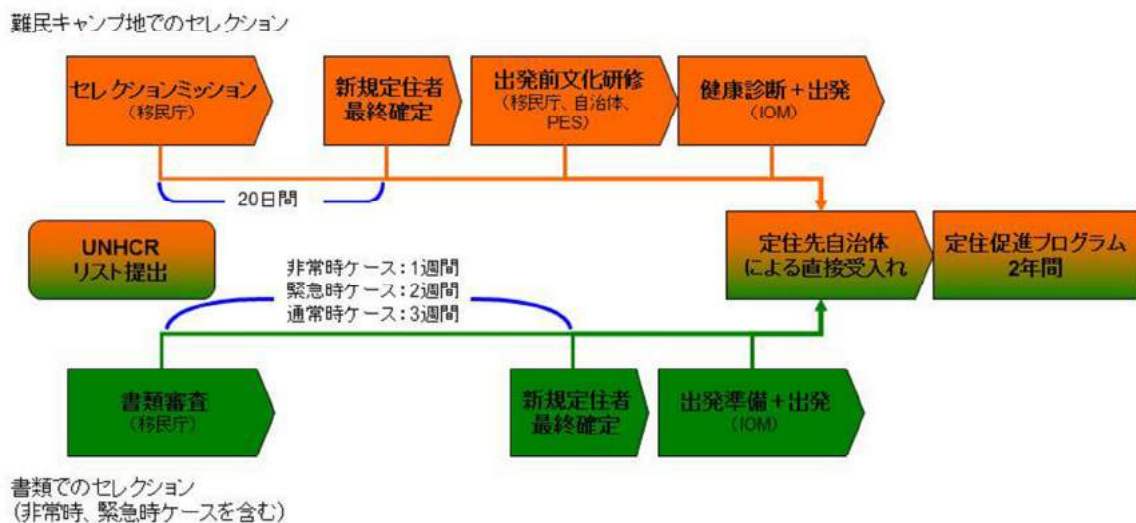 難民キャンプ地でのセレクション
セレクションミッション
(移民庁)
新規定住者
最終確定
出発前文化研修
(移民庁、自治体、
PES)
健康診断+出発
(IOM)
20日間
UNHCR
リスト提出
非常時ケース:1週間
緊急時ケース:2週間
通常時ケース:3週間
定住先自治体
による直接受入れ
定住促進プログラム
2年間
書類審査
(移民庁)
新規定住者
最終確定
出発準備+出発
(IOM)
書類でのセレクション
(非常時、緊急時ケースを含む)